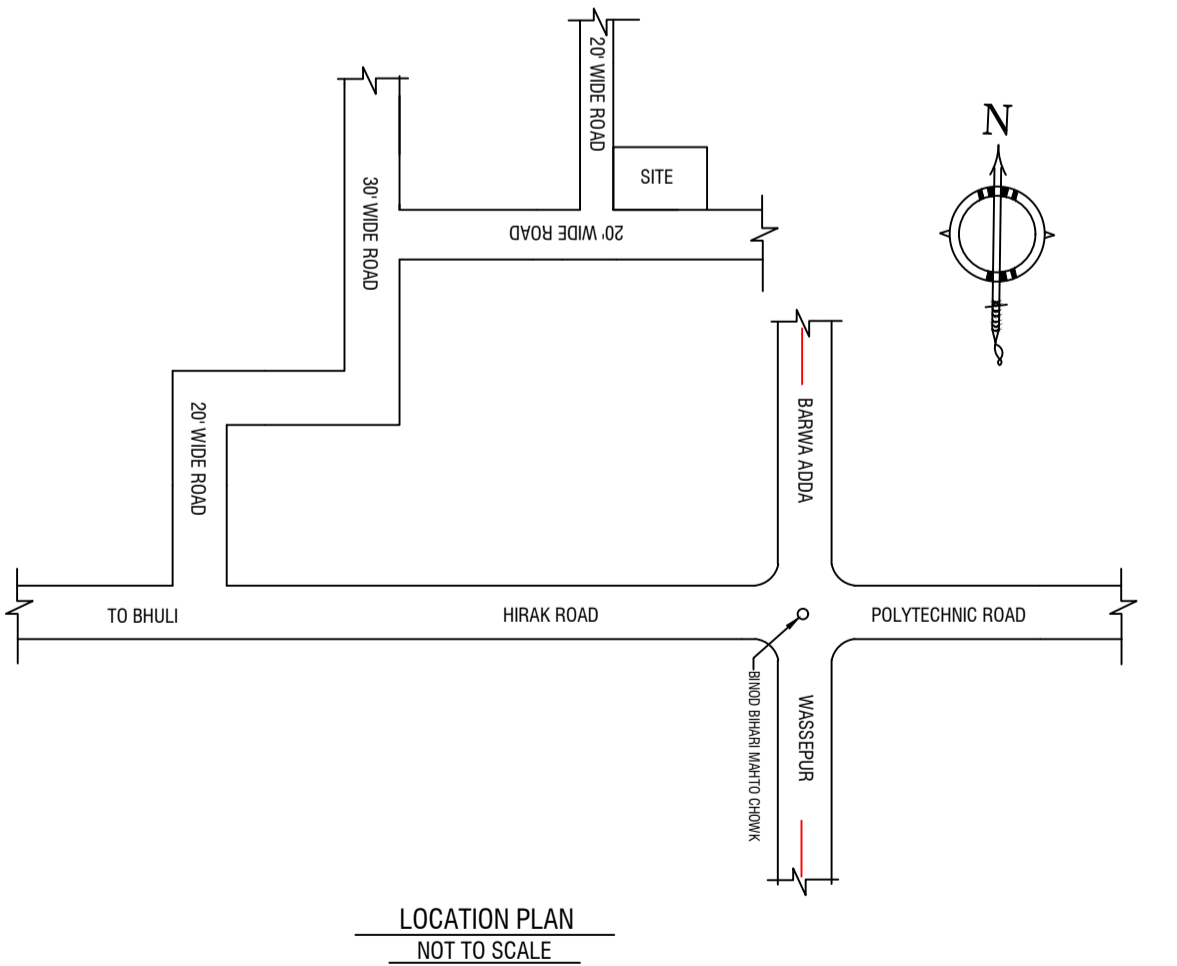 20' WIDE ROAD
N
SITE
30' WIDE ROAD
20' WIDE ROAD
BARWA ADDA
20' WIDE ROAD
TO BHULI
HIRAK ROAD
POLYTECHNIC ROAD
BINOD BIHARI MAHTO CHOWK
WASSEPUR
LOCATION PLAN
NOT TO SCALE